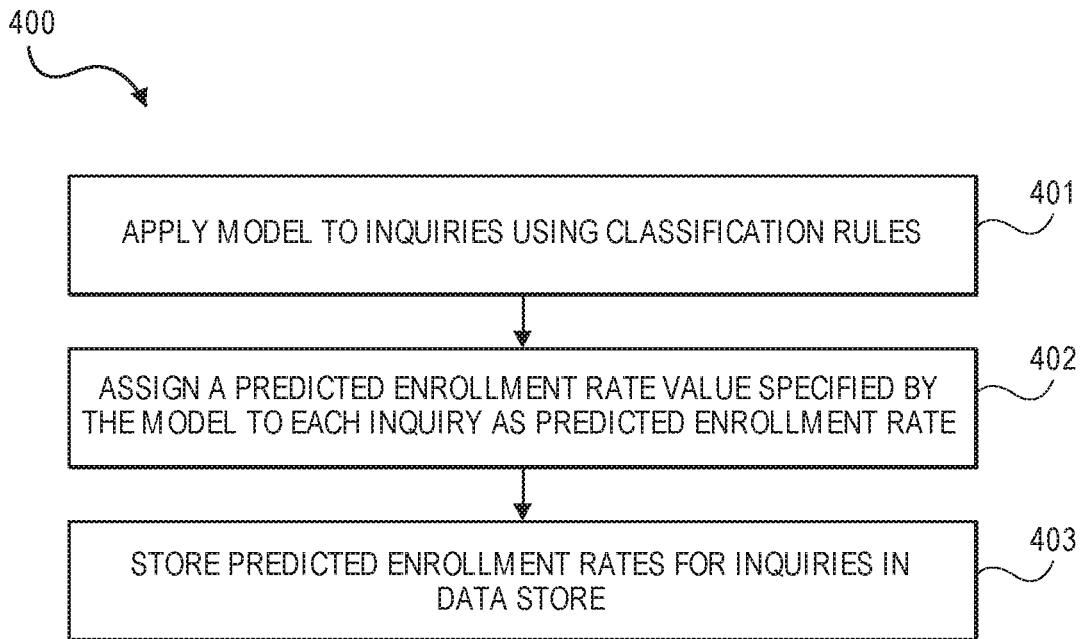 400
APPLY MODEL TO INQUIRIES USING CLASSIFICATION RULES
401
ASSIGN A PREDICTED ENROLLMENT RATE VALUE SPECIFIED BY
THE MODEL TO EACH INQUIRY AS PREDICTED ENROLLMENT RATE
402
STORE PREDICTED ENROLLMENT RATES FOR INQUIRIES IN
DATA STORE
403